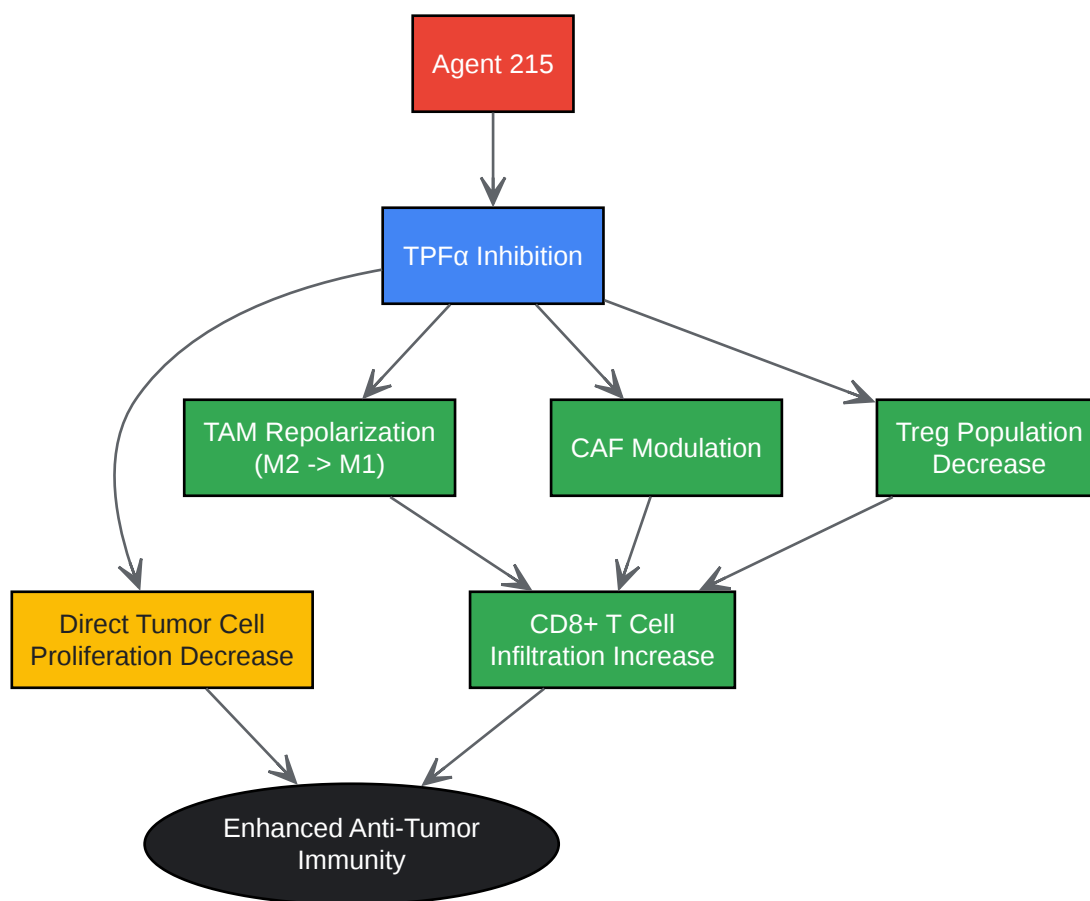 Agent 215
TPFα Inhibition
TAM Repolarization
(M2 -> M1)
CAF Modulation
Treg Population
Decrease
Direct Tumor Cell
Proliferation Decrease
CD8+ T Cell
Infiltration Increase
Enhanced Anti-Tumor
Immunity